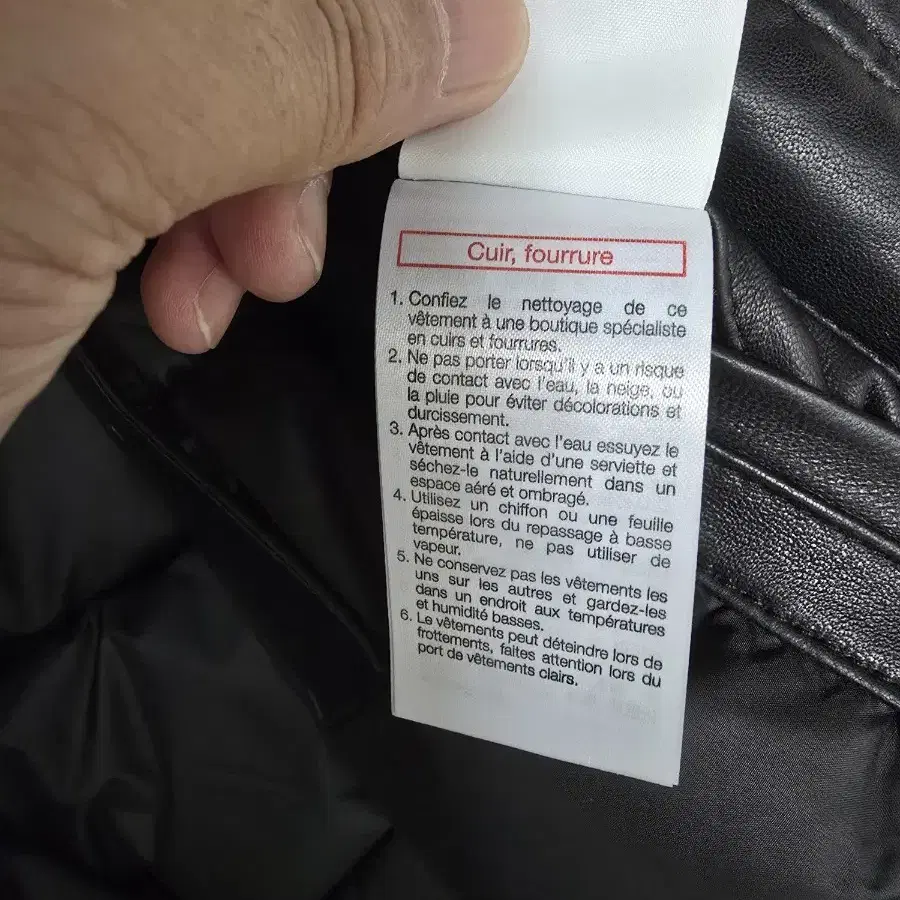 Cuir, fourrure
1. Confiez le nettoyage de ce
vêtement à une boutique spécialiste
en cuirs et fourrures.
2. Ne pas porter lorsqu'il y a un risque
de contact avec l'eau, la neige, ou
la pluie pour éviter décolorations et
durcissement.
3. Après contact avec l'eau essuyez le
vêtement à l'aide d'une serviette et
séchez-le naturellement dans un
espace aéré et ombragé.
4. Utilisez un chiffon ou une feuille
épaisse lors du repassage à basse
température, ne pas utiliser de
vapeur.
5. Ne conservez pas les vêtements les
uns sur les autres et gardez-les
dans un endroit aux températures
et humidité basses.
6. Le vêtements peut déteindre lors de
frottements, faites attention lors du
port de vêtements clairs.